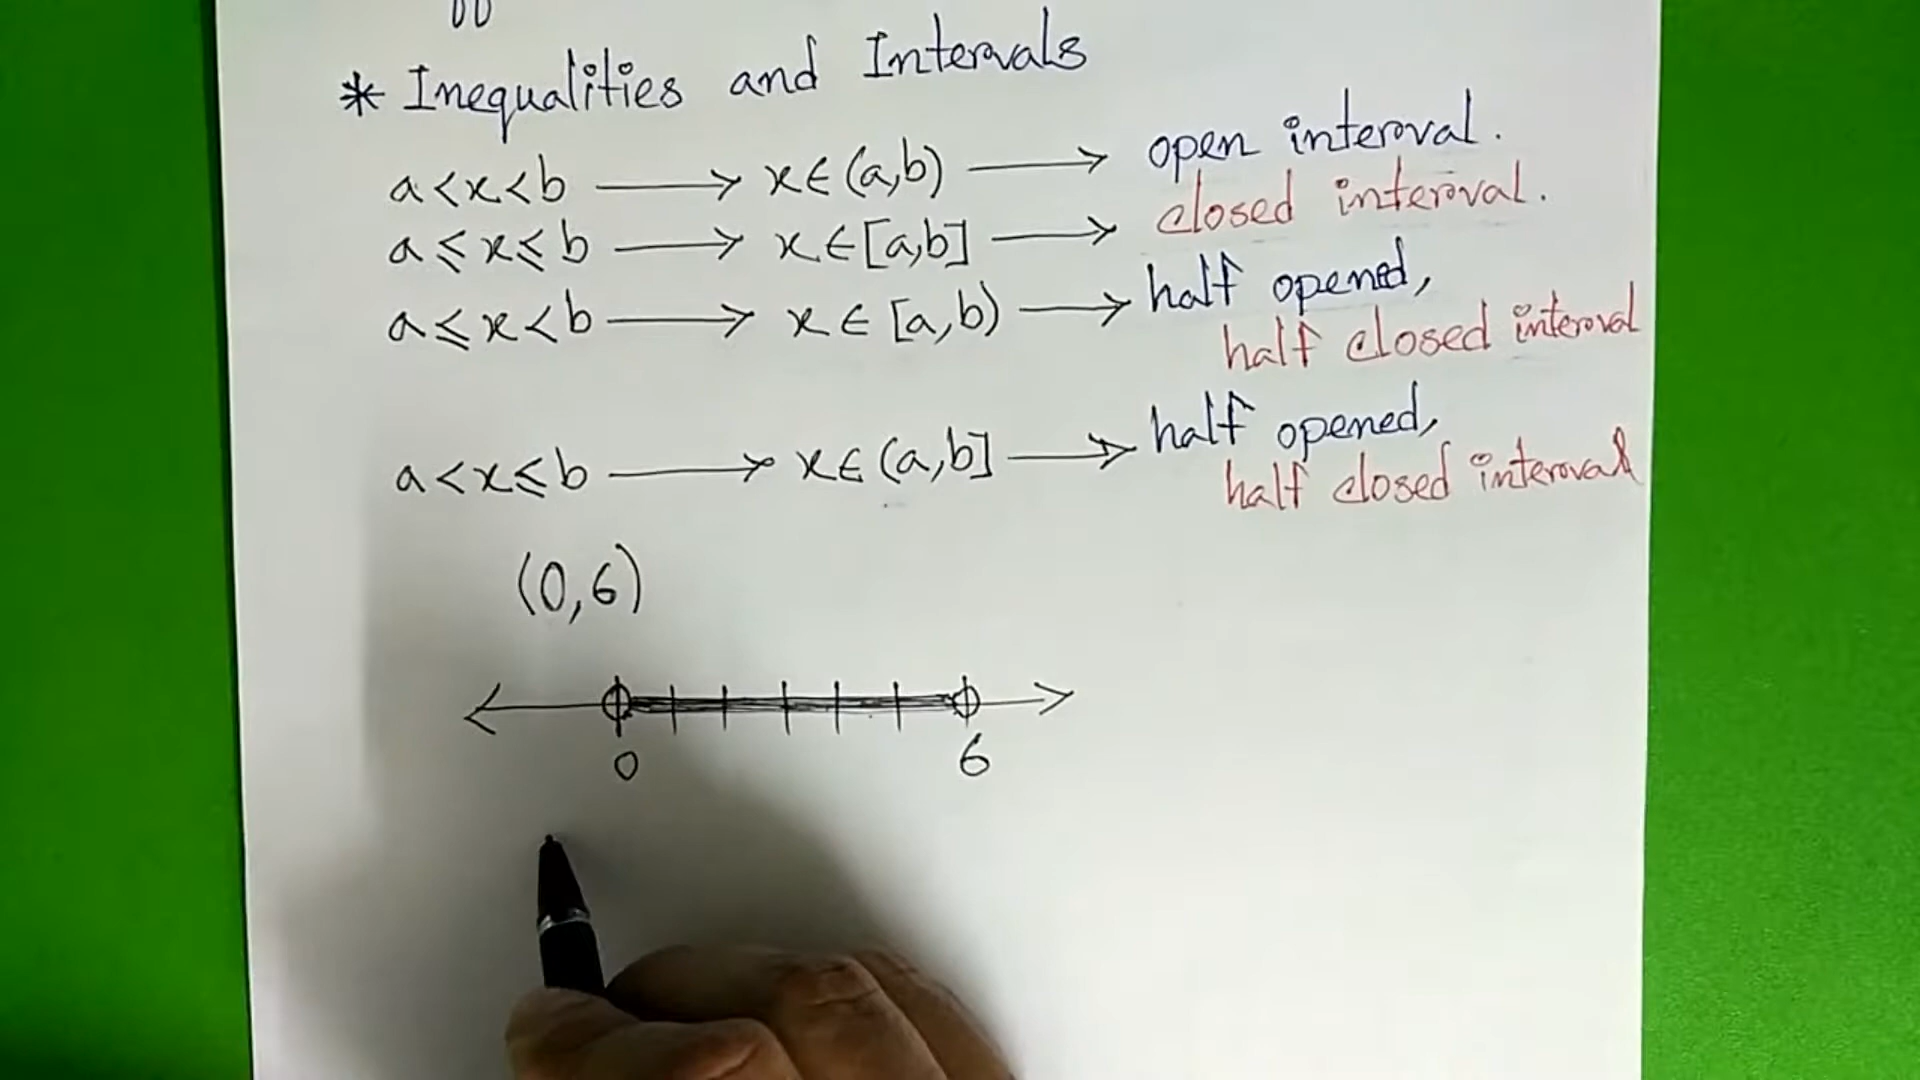 * Inequalities and Intervals
a<x<b ⟶ x∈(a,b) ⟶ open interval.
a⩽x⩽b ⟶ x∈[a,b] ⟶ closed interval.
a⩽x<b ⟶ x∈[a,b) ⟶ half opened,
half closed interval
a<x⩽b ⟶ x∈(a,b] ⟶ half opened,
half closed interval
(0,6)
0 6